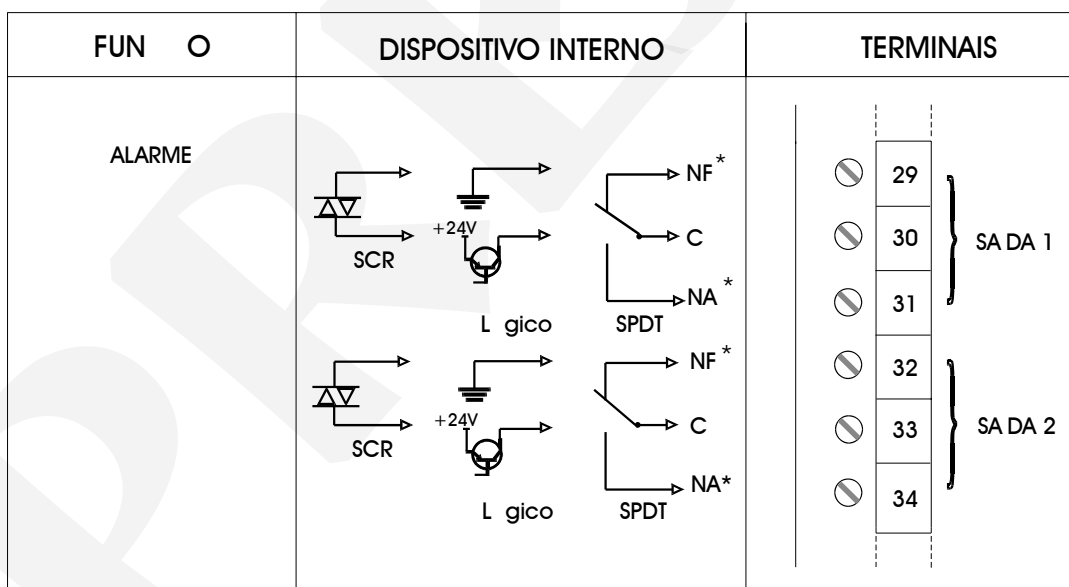 FUN O
DISPOSITIVO INTERNO
TERMINAIS
ALARME
SCR
+24V
L gico
NF*
C
NA*
SPDT
SCR
+24V
L gico
NF*
C
NA*
SPDT
29
30
31
32
33
34
SA DA 1
SA DA 2